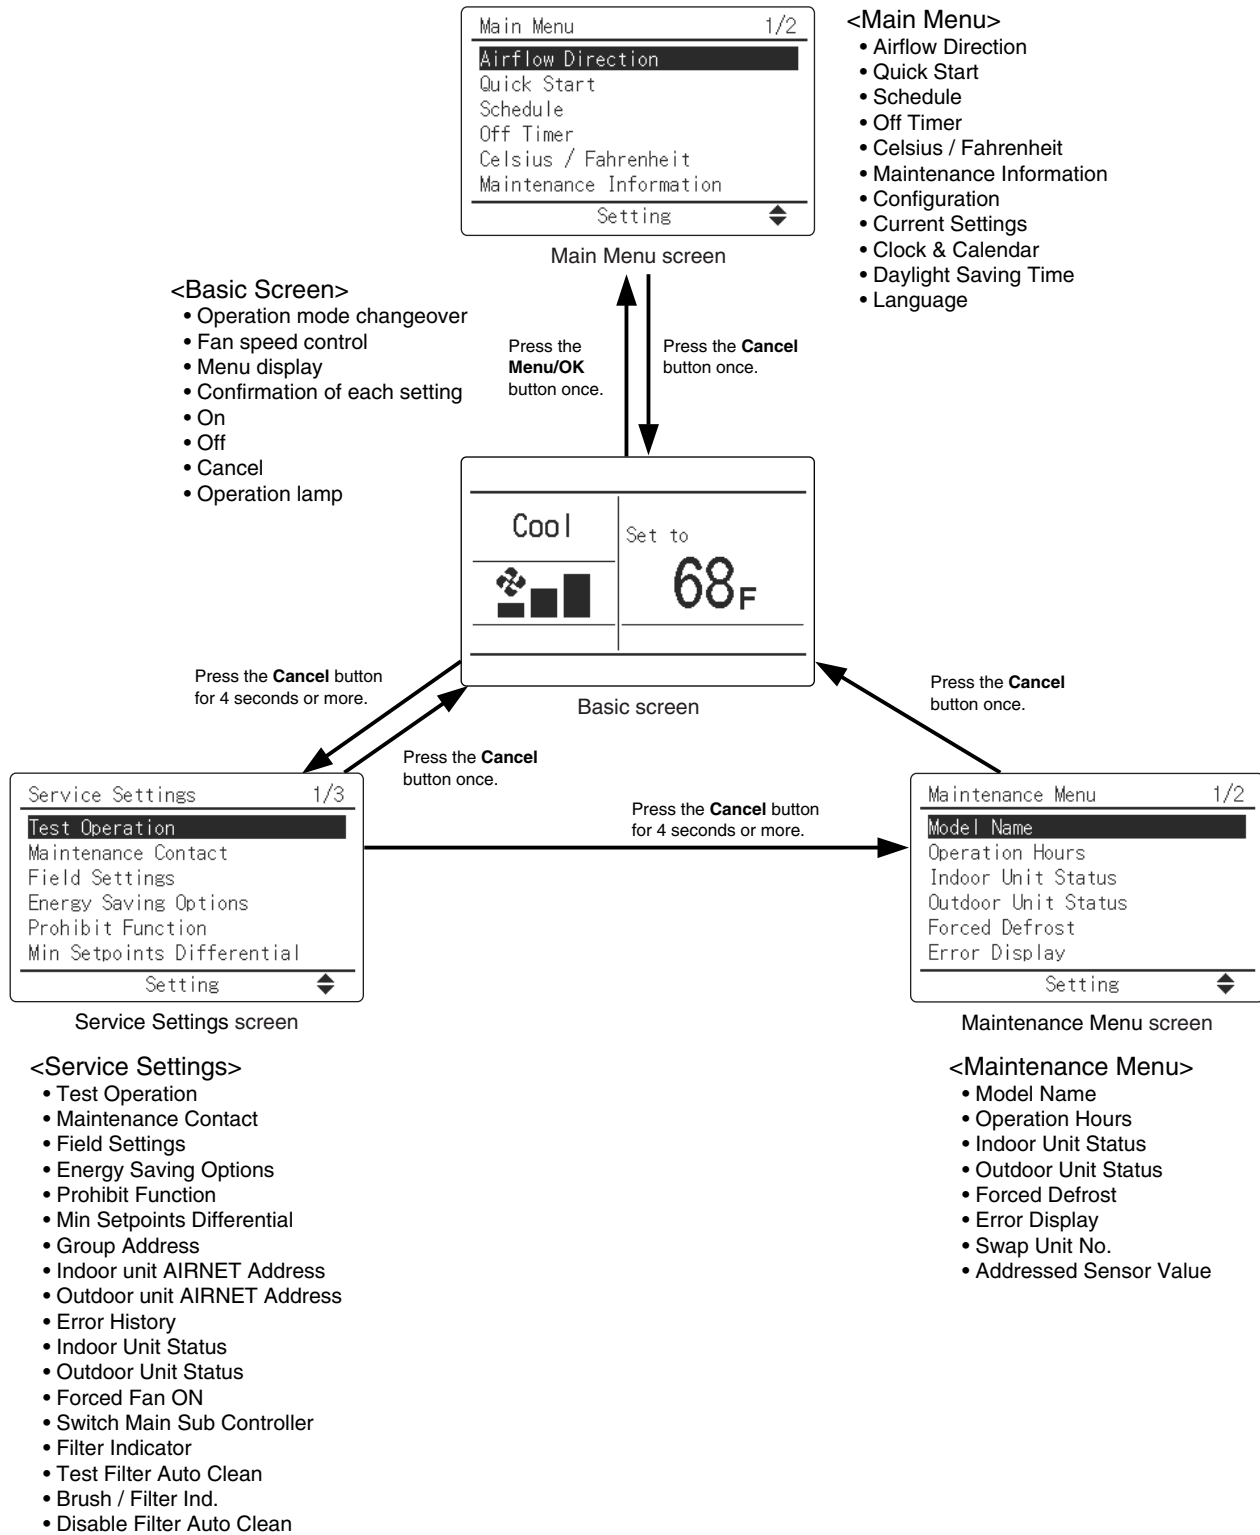 Main Menu 1/2
Airflow Direction
Quick Start
Schedule
Off Timer
Celsius / Fahrenheit
Maintenance Information
Setting
Main Menu screen
<Main Menu>
• Airflow Direction
• Quick Start
• Schedule
• Off Timer
• Celsius / Fahrenheit
• Maintenance Information
• Configuration
• Current Settings
• Clock & Calendar
• Daylight Saving Time
• Language
<Basic Screen>
• Operation mode changeover
• Fan speed control
• Menu display
• Confirmation of each setting
• On
• Off
• Cancel
• Operation lamp
Press the
Menu/OK
button once.
Press the Cancel
button once.
Cool
Set to
68F
Basic screen
Press the Cancel button
for 4 seconds or more.
Press the Cancel
button once.
Press the Cancel
button once.
Press the Cancel button
for 4 seconds or more.
Service Settings 1/3
Test Operation
Maintenance Contact
Field Settings
Energy Saving Options
Prohibit Function
Min Setpoints Differential
Setting
Service Settings screen
Maintenance Menu 1/2
Model Name
Operation Hours
Indoor Unit Status
Outdoor Unit Status
Forced Defrost
Error Display
Setting
Maintenance Menu screen
<Service Settings>
• Test Operation
• Maintenance Contact
• Field Settings
• Energy Saving Options
• Prohibit Function
• Min Setpoints Differential
• Group Address
• Indoor unit AIRNET Address
• Outdoor unit AIRNET Address
• Error History
• Indoor Unit Status
• Outdoor Unit Status
• Forced Fan ON
• Switch Main Sub Controller
• Filter Indicator
• Test Filter Auto Clean
• Brush / Filter Ind.
• Disable Filter Auto Clean
<Maintenance Menu>
• Model Name
• Operation Hours
• Indoor Unit Status
• Outdoor Unit Status
• Forced Defrost
• Error Display
• Swap Unit No.
• Addressed Sensor Value